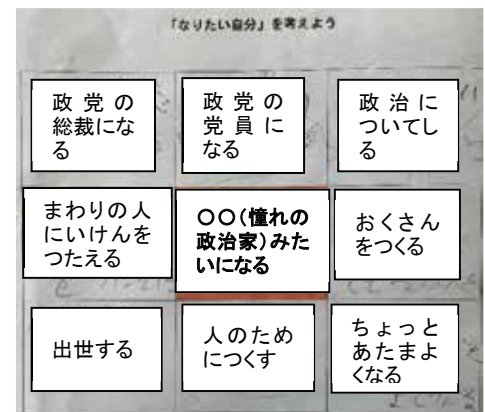 「なりたい自分」を考えよう
政党の
総裁にな
る
政党の
党員に
なる
政治に
ついてし
る
まわりの人
にいけんを
つたえる
〇〇(憧れの
政治家)みた
いになる
おくさん
をつくる
出世する
人のため
につくす
ちょっと
あたまよ
くなる